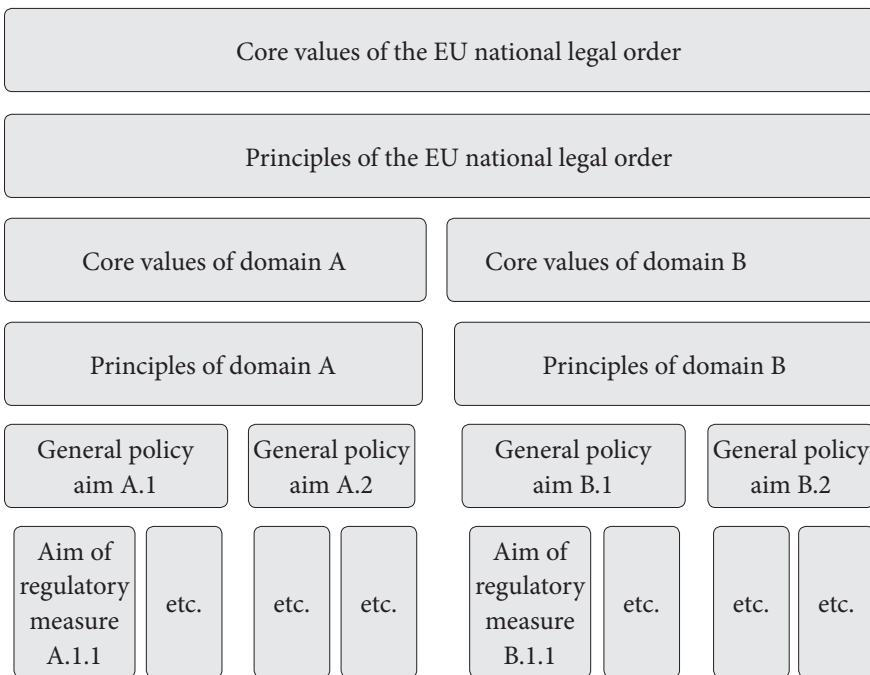 Core values of the EU national legal order
Principles of the EU national legal order
Core values of domain A
Core values of domain B
Principles of domain A
Principles of domain B
General policy
aim A.1
General policy
aim A.2
General policy
aim B.1
General policy
aim B.2
Aim of
regulatory
measure
A.1.1
etc.
etc.
etc.
Aim of
regulatory
measure
B.1.1
etc.
etc.
etc.